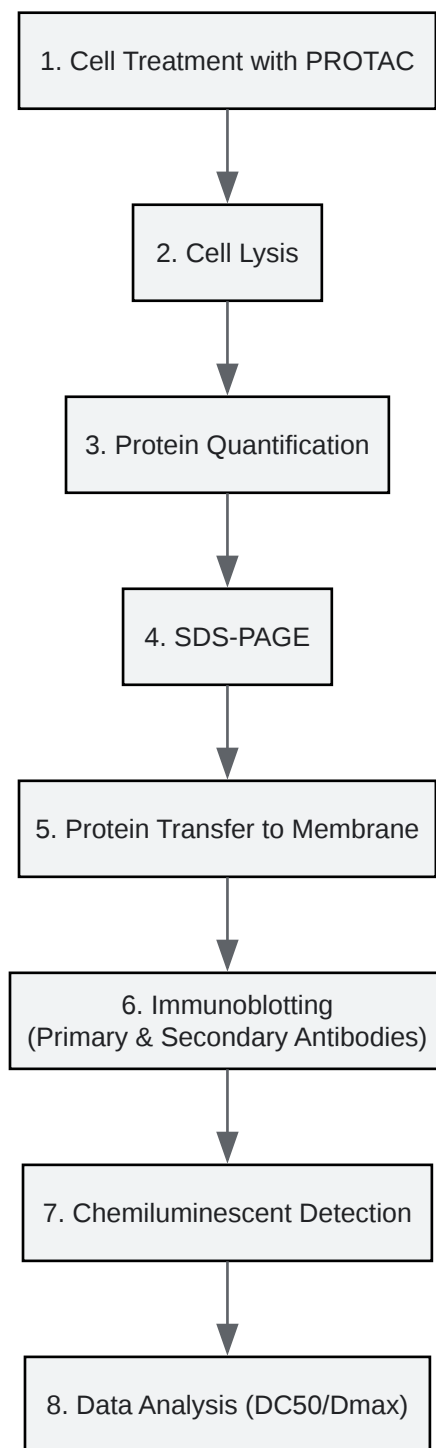 1. Cell Treatment with PROTAC
2. Cell Lysis
3. Protein Quantification
4. SDS-PAGE
5. Protein Transfer to Membrane
6. Immunoblotting
(Primary & Secondary Antibodies)
7. Chemiluminescent Detection
8. Data Analysis (DC50/Dmax)